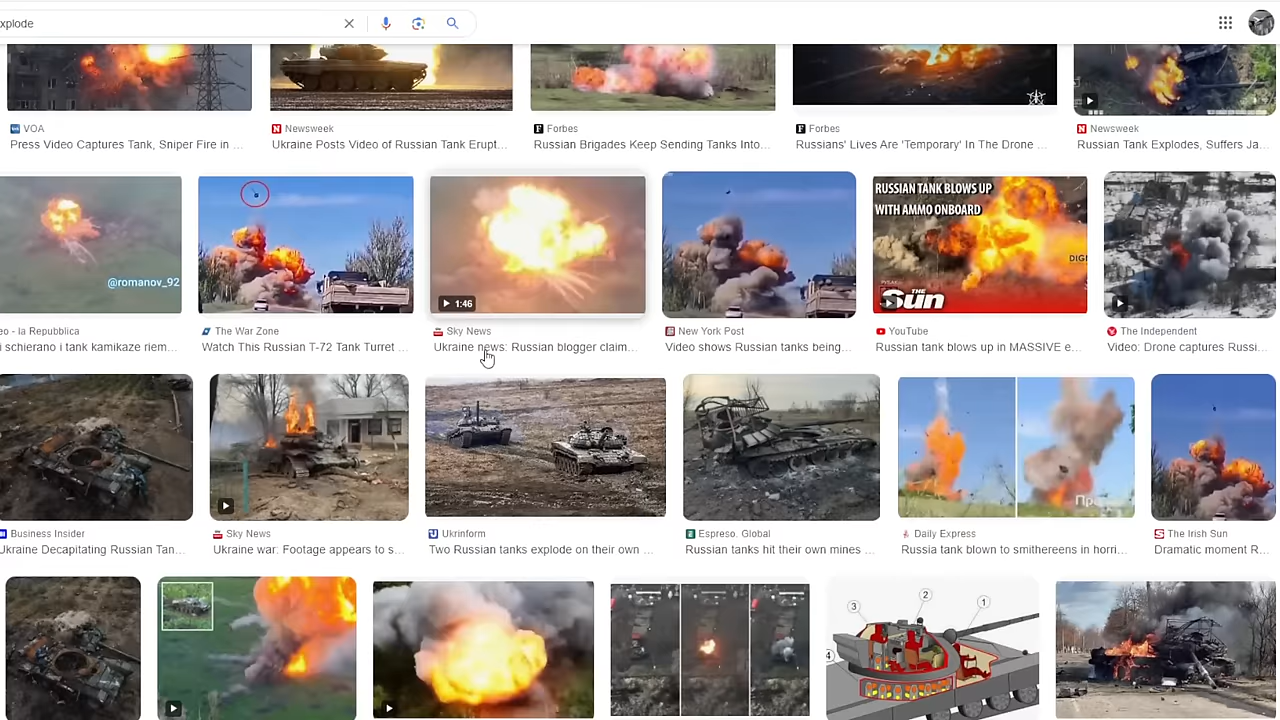 xplode
VOA
Press Video Captures Tank, Sniper Fire in ...
Newsweek
Ukraine Posts Video of Russian Tank Erupt...
Forbes
Russian Brigades Keep Sending Tanks Into...
Forbes
Russians' Lives Are 'Temporary' In The Drone ...
Newsweek
Russian Tank Explodes, Suffers Ja...
@romanov_92
1:46
RUSSIAN TANK BLOWS UP
WITH AMMO ONBOARD
DIGI
THE
Sun
eo - la Repubblica
i schierano i tank kamikaze riem...
The War Zone
Watch This Russian T-72 Tank Turret ...
Sky News
Ukraine news: Russian blogger claim...
New York Post
Video shows Russian tanks being...
YouTube
Russian tank blows up in MASSIVE e...
The Independent
Video: Drone captures Russi...
Business Insider
Ukraine Decapitating Russian Tan...
Sky News
Ukraine war: Footage appears to s...
Ukrinform
Two Russian tanks explode on their own ...
Espreso. Global
Russian tanks hit their own mines ...
Daily Express
Russia tank blown to smithereens in horri...
The Irish Sun
Dramatic moment R...
3
2
1
4